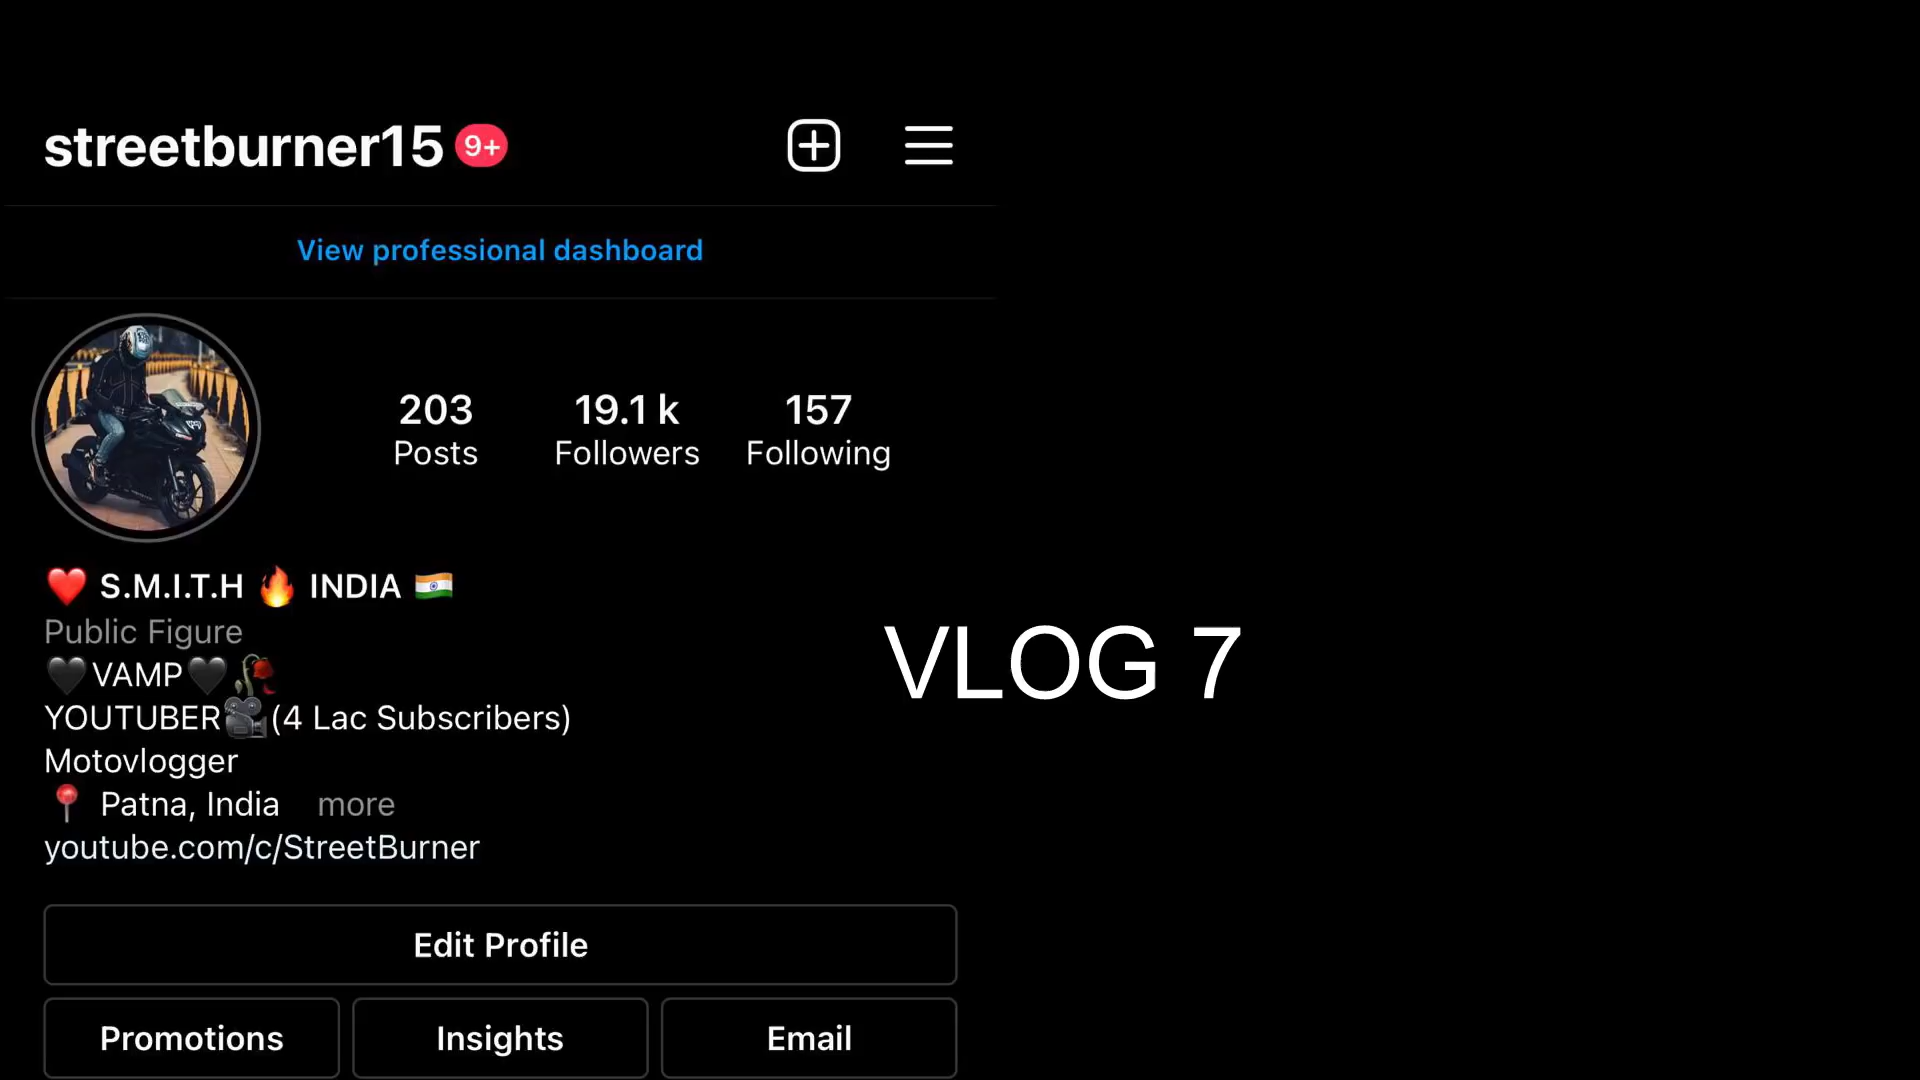 streetburner15 9+
View professional dashboard
203 19.1 k 157
Posts Followers Following
❤️ S.M.I.T.H 🔥 INDIA 🇮🇳
Public Figure
🖤VAMP🖤🥀
YOUTUBER🎥(4 Lac Subscribers)
Motovlogger
📍 Patna, India more
youtube.com/c/StreetBurner
Edit Profile
Promotions Insights Email
VLOG 7